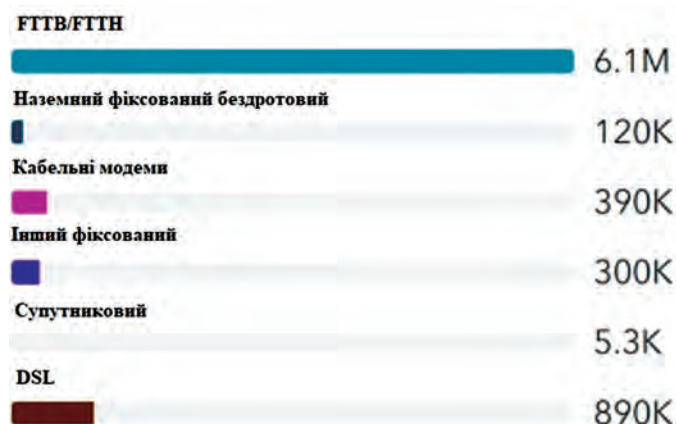 FTTB/FTTH
6.1M
Наземний фіксований бездротовий
120K
Кабельні модеми
390K
Інший фіксований
300K
Супутниковий
5.3K
DSL
890K